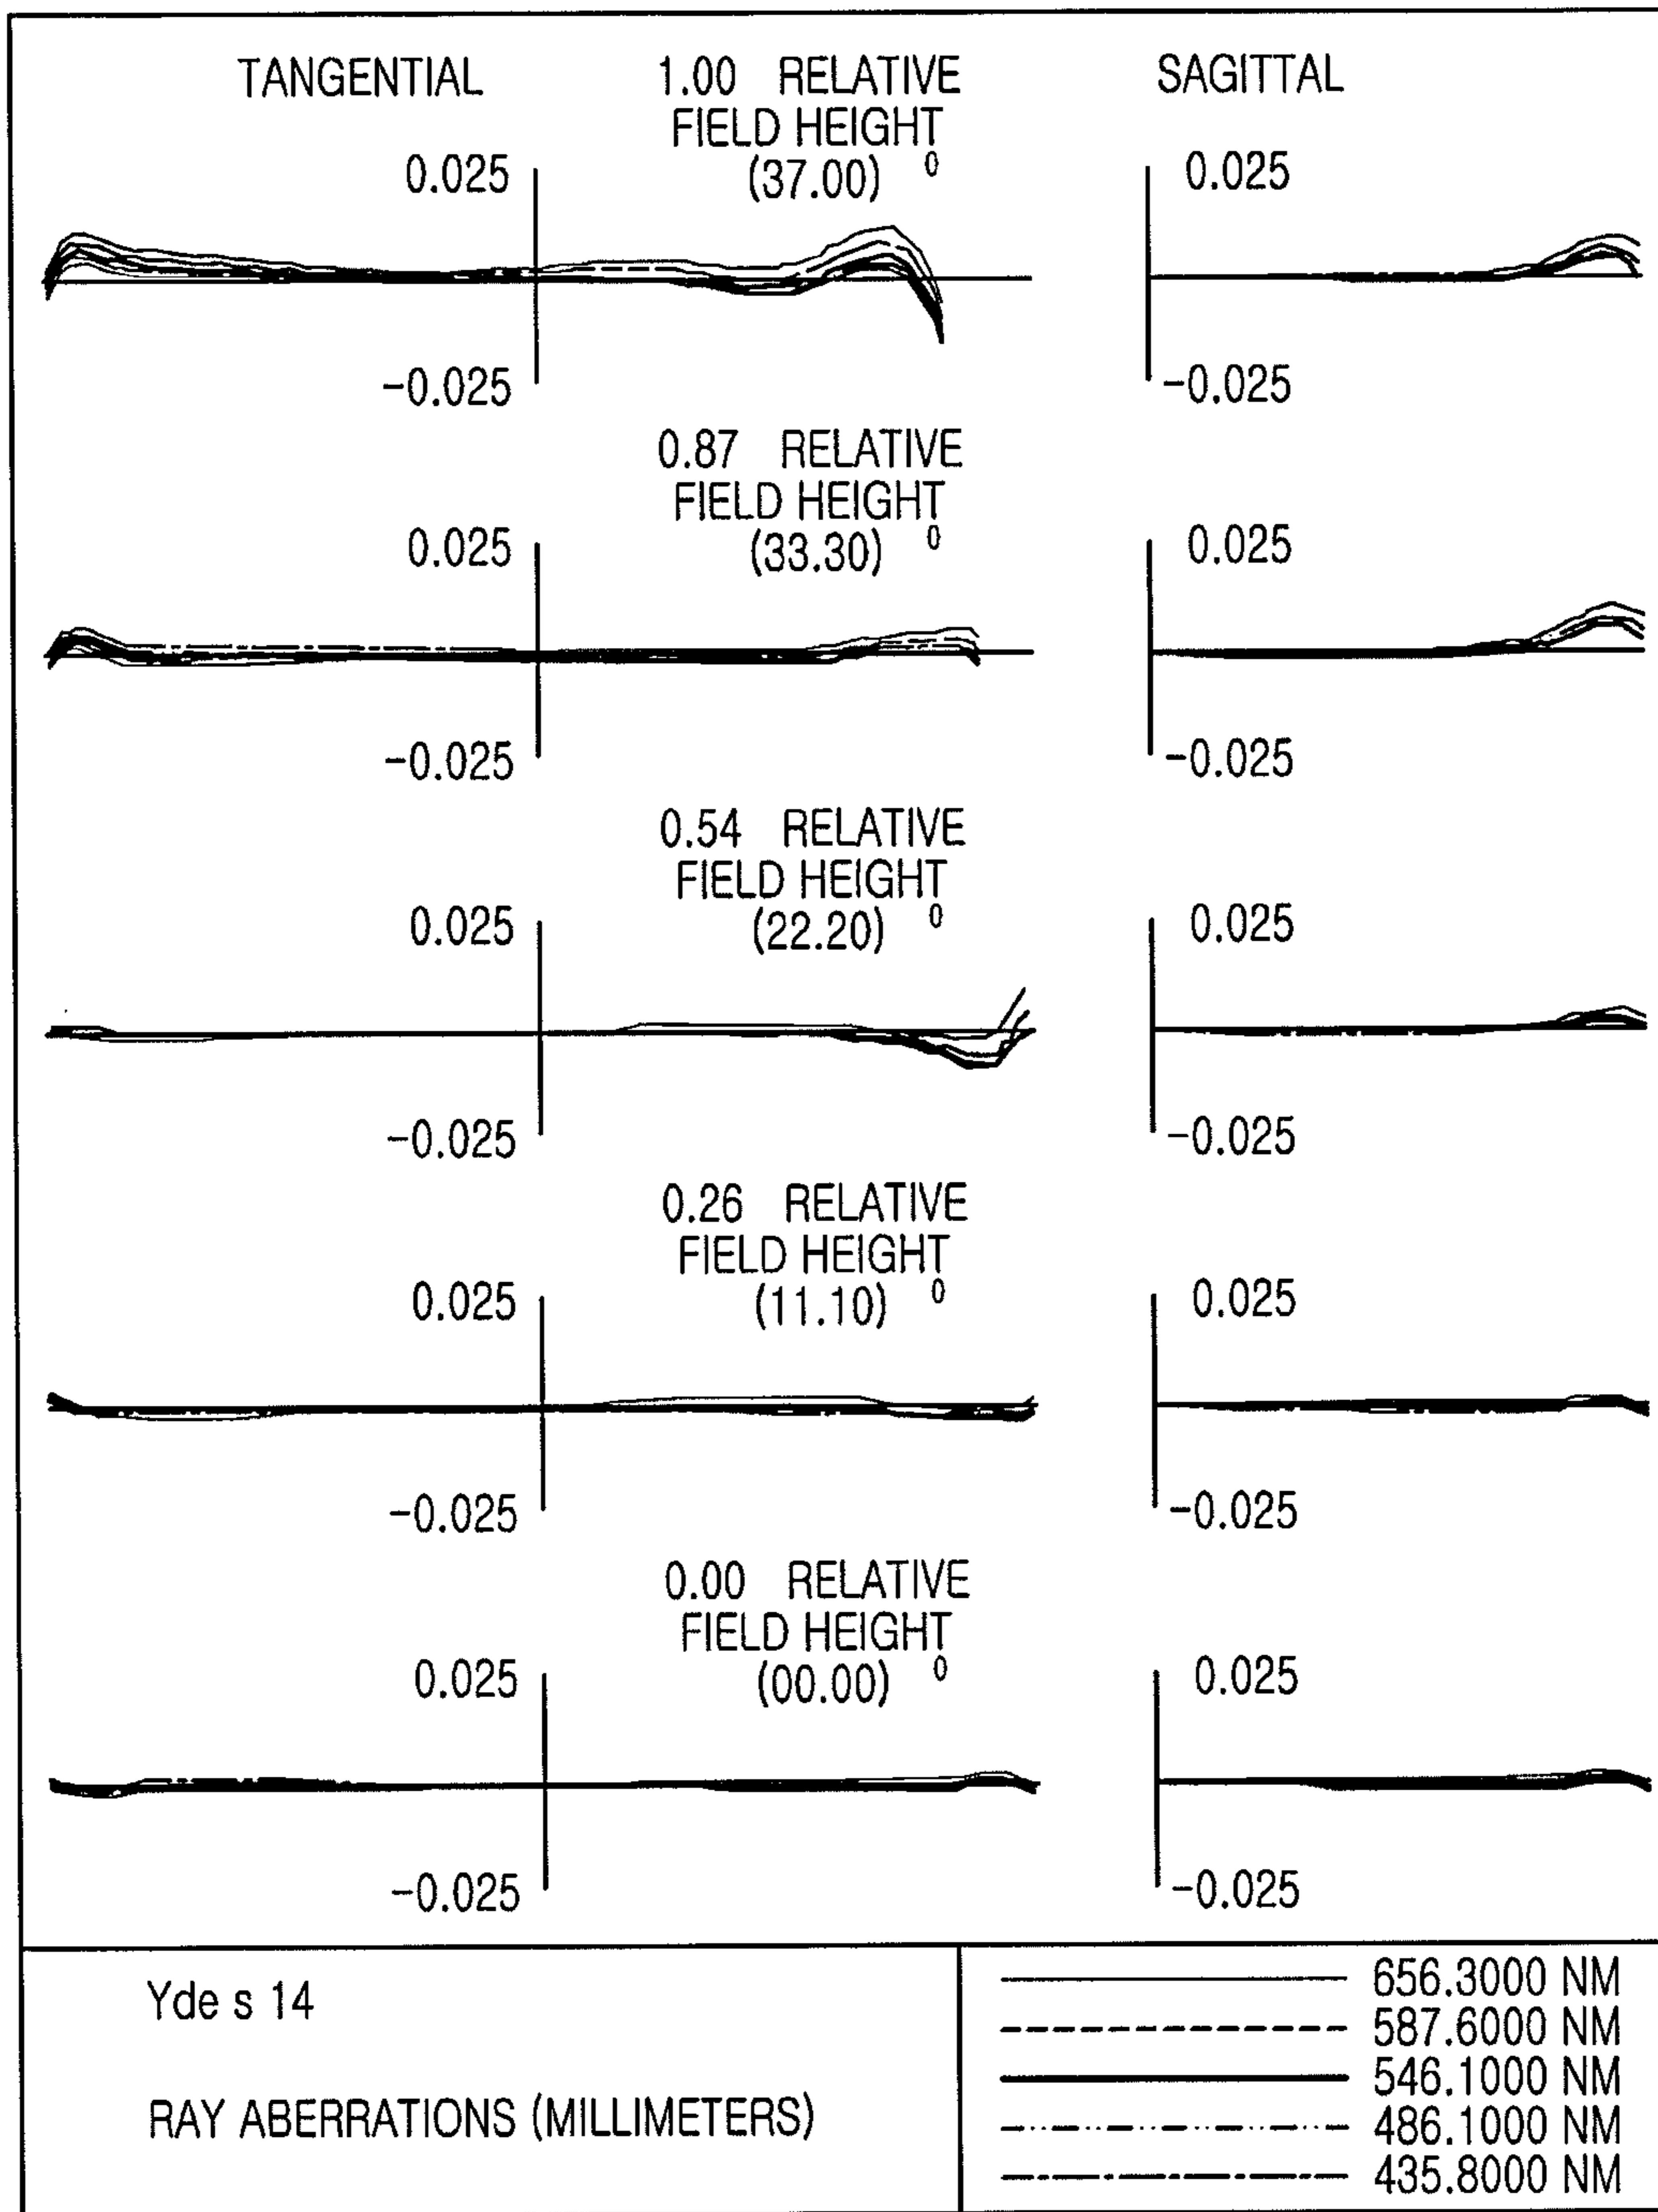 TANGENTIAL 1.00 RELATIVE SAGITTAL
FIELD HEIGHT
0.025 (37.00) 0 0.025
-0.025 -0.025
0.87 RELATIVE
FIELD HEIGHT
0.025 (33.30) 0 0.025
-0.025 -0.025
0.54 RELATIVE
FIELD HEIGHT
0.025 (22.20) 0 0.025
-0.025 -0.025
0.26 RELATIVE
FIELD HEIGHT
0.025 (11.10) 0 0.025
-0.025 -0.025
0.00 RELATIVE
FIELD HEIGHT
0.025 (00.00) 0 0.025
-0.025 -0.025
Yde s 14
RAY ABERRATIONS (MILLIMETERS)
656.3000 NM
587.6000 NM
546.1000 NM
486.1000 NM
435.8000 NM